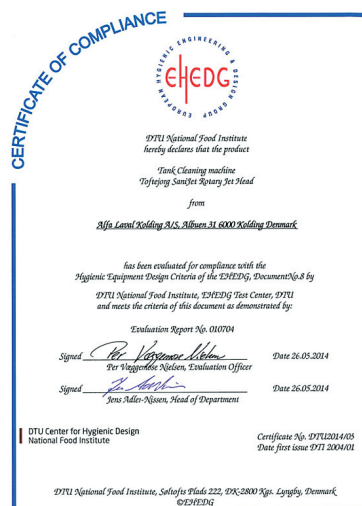 CERTIFICATE OF COMPLIANCE
EUROPEAN HYGIENIC ENGINEERING & DESIGN GROUP
EHEDG
DTU National Food Institute
hereby declares that the product
Tank Cleaning machine
Toftejorg SaniJet Rotary Jet Head
from
Alfa Laval Kolding A/S, Albuen 31 6000 Kolding Denmark
has been evaluated for compliance with the
Hygienic Equipment Design Criteria of the EHEDG, DocumentNo.8 by
DTU National Food Institute, EHEDG Test Center, DTU
and meets the criteria of this document as demonstrated by:
Evaluation Report No. 010704
Signed Per Væggemose Nielsen Date 26.05.2014
Per Væggemose Nielsen, Evaluation Officer
Signed Date 26.05.2014
Jens Adler-Nissen, Head of Department
DTU Center for Hygienic Design
National Food Institute
Certificate No. DTU2014/03
Date first issue DTI 2004/01
DTU National Food Institute, Søltofts Plads 222, DK-2800 Kgs. Lyngby, Denmark
©EHEDG